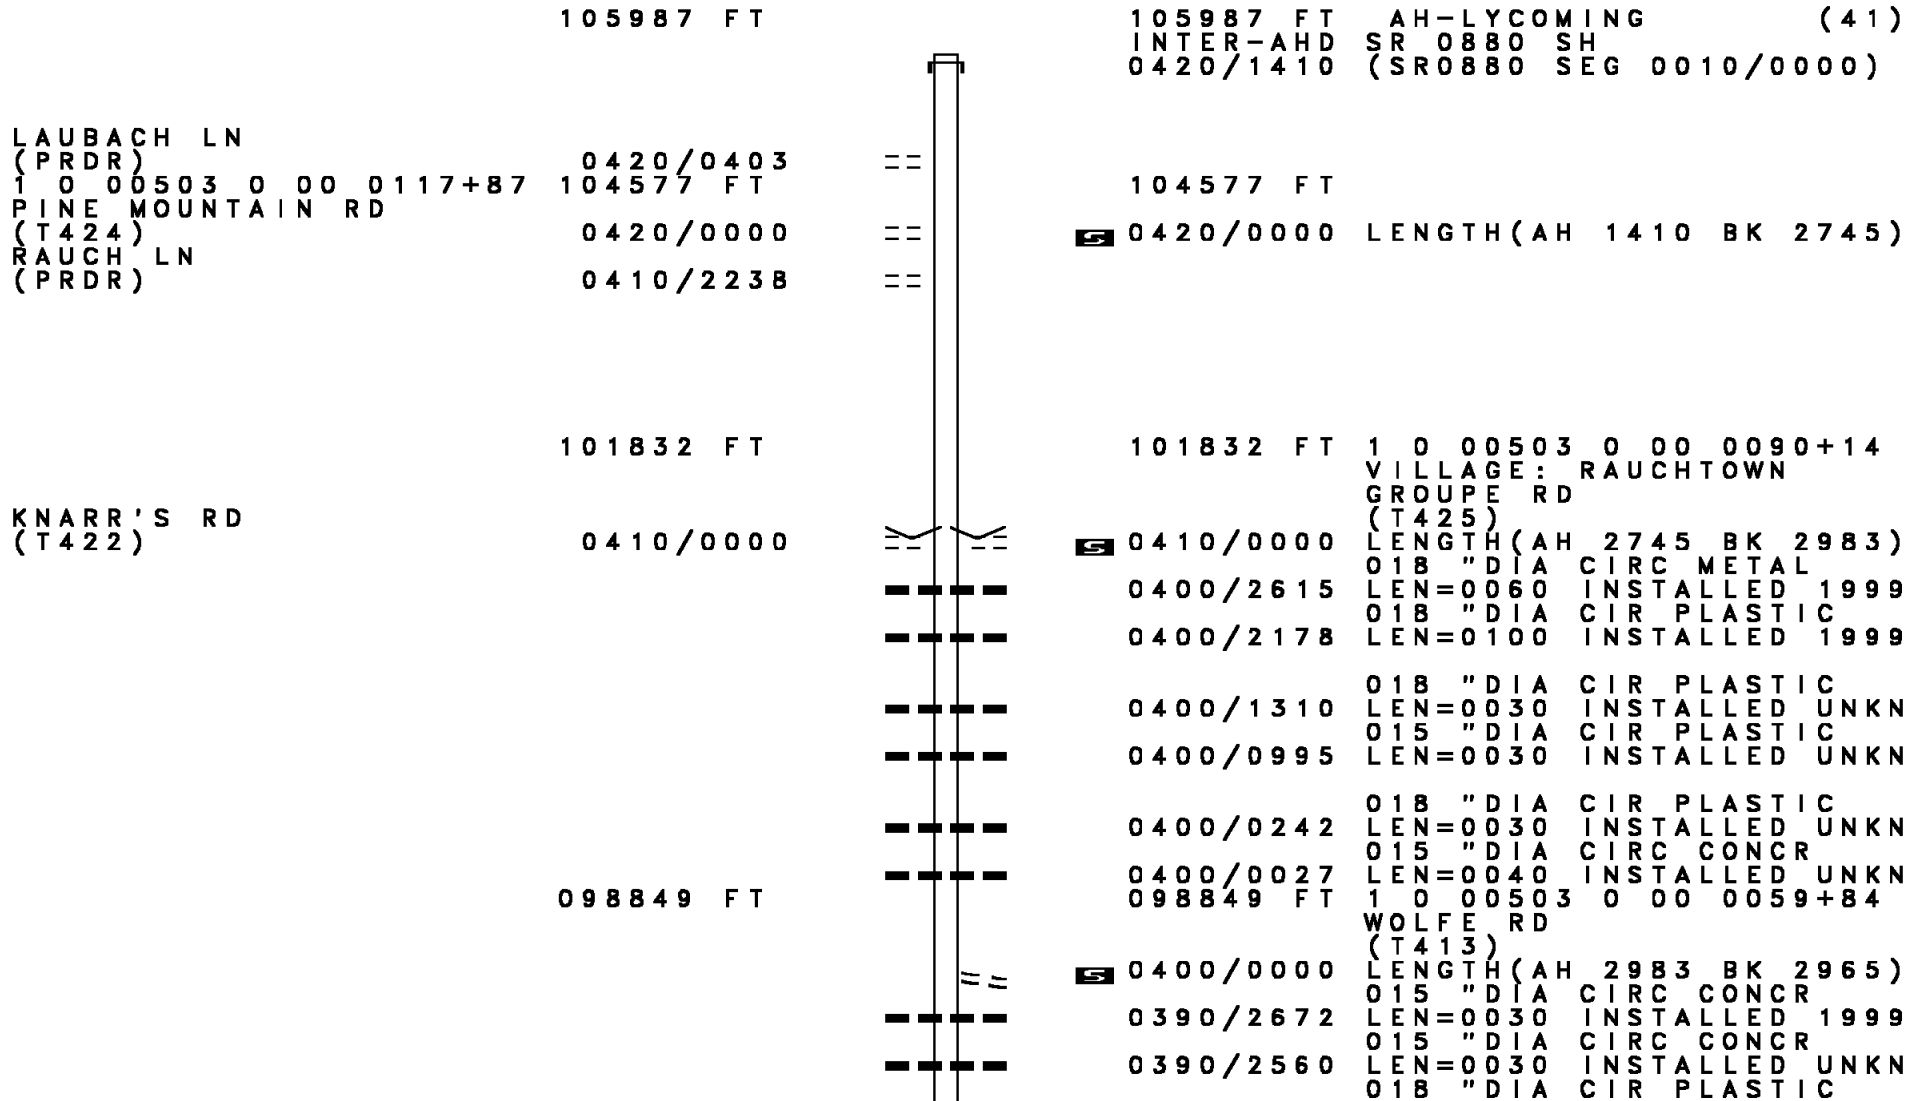 105987 FT 105987 FT AH-LYCOMING (41)
INTER-AHD SR 0880 SH
0420/1410 (SR0880 SEG 0010/0000)
LAUBACH LN
(PRDR) 0420/0403
1 0 00503 0 00 0117+87 104577 FT 104577 FT
PINE MOUNTAIN RD
(T424) 0420/0000 S 0420/0000 LENGTH(AH 1410 BK 2745)
RAUCH LN
(PRDR) 0410/2238
101832 FT 101832 FT 1 0 00503 0 00 0090+14
VILLAGE: RAUCHTOWN
GROUPE RD
KNARR'S RD (T425)
(T422) 0410/0000 S 0410/0000 LENGTH(AH 2745 BK 2983)
018 "DIA CIRC METAL
0400/2615 LEN=0060 INSTALLED 1999
018 "DIA CIR PLASTIC
0400/2178 LEN=0100 INSTALLED 1999
018 "DIA CIR PLASTIC
0400/1310 LEN=0030 INSTALLED UNKN
015 "DIA CIR PLASTIC
0400/0995 LEN=0030 INSTALLED UNKN
018 "DIA CIR PLASTIC
0400/0242 LEN=0030 INSTALLED UNKN
015 "DIA CIRC CONCR
0400/0027 LEN=0040 INSTALLED UNKN
098849 FT 098849 FT 1 0 00503 0 00 0059+84
WOLFE RD
(T413)
S 0400/0000 LENGTH(AH 2983 BK 2965)
015 "DIA CIRC CONCR
0390/2672 LEN=0030 INSTALLED 1999
015 "DIA CIRC CONCR
0390/2560 LEN=0030 INSTALLED UNKN
018 "DIA CIR PLASTIC